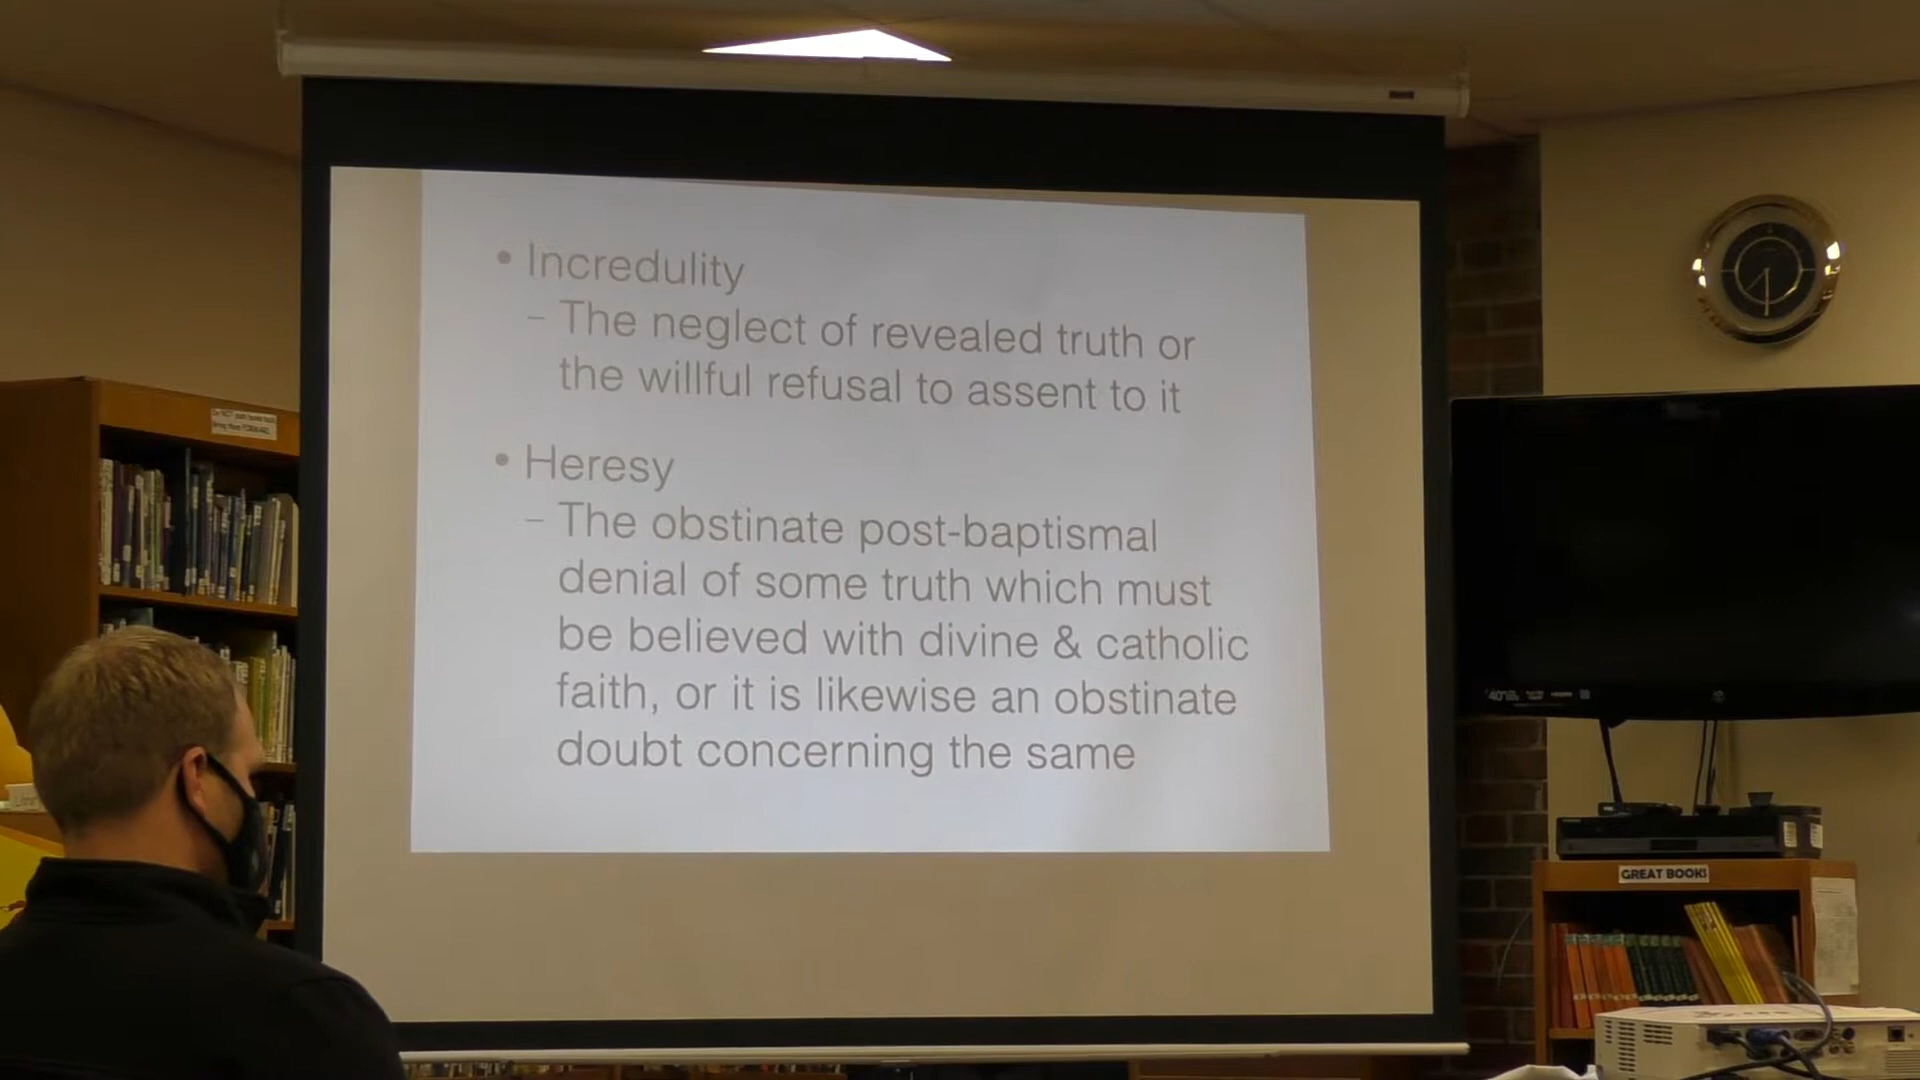 • Incredulity
– The neglect of revealed truth or
the willful refusal to assent to it
• Heresy
– The obstinate post-baptismal
denial of some truth which must
be believed with divine & catholic
faith, or it is likewise an obstinate
doubt concerning the same
GREAT BOOKS
40"